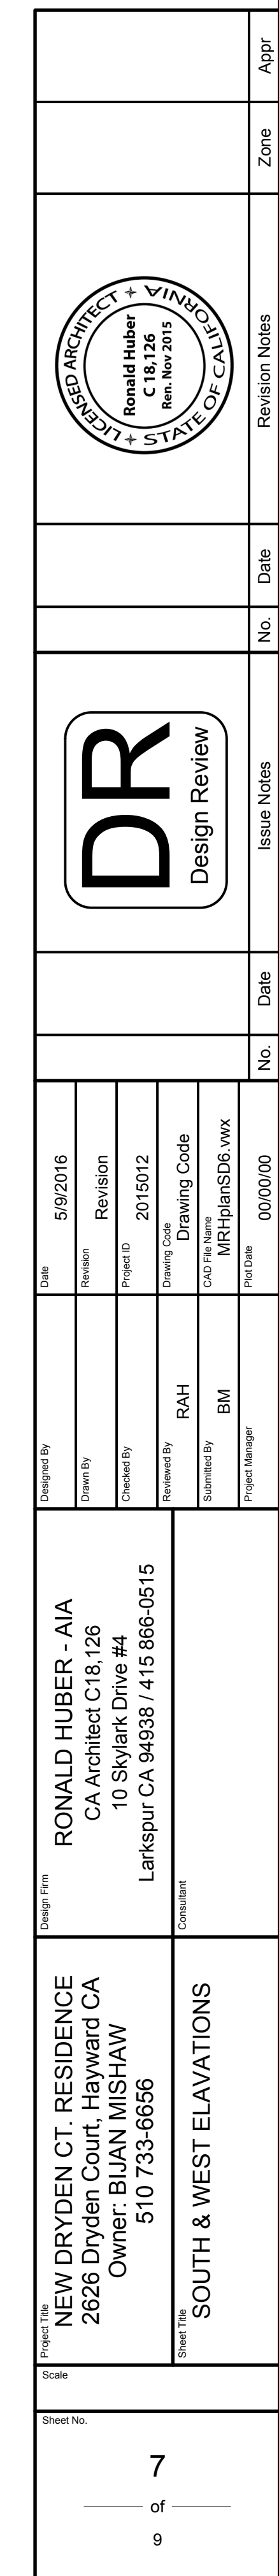 Sheet No.
7
of
9
Scale
Project Title
NEW DRYDEN CT. RESIDENCE
2626 Dryden Court, Hayward CA
Owner: BIJAN MISHAW
510 733-6656
Sheet Title
SOUTH & WEST ELAVATIONS
Design Firm
RONALD HUBER - AIA
CA Architect C18,126
10 Skylark Drive #4
Larkspur CA 94938 / 415 866-0515
Consultant
Designed By
Drawn By
Checked By
Reviewed By
RAH
Submitted By
BM
Project Manager
Date
5/9/2016
Revision
Revision
Project ID
2015012
Drawing Code
Drawing Code
CAD File Name
MRHplanSD6.vwx
Plot Date
00/00/00
DR
Design Review
No. Date Issue Notes
LICENSED ARCHITECT
Ronald Huber
C 18,126
Ren. Nov 2015
STATE OF CALIFORNIA
No. Date Revision Notes Zone Appr